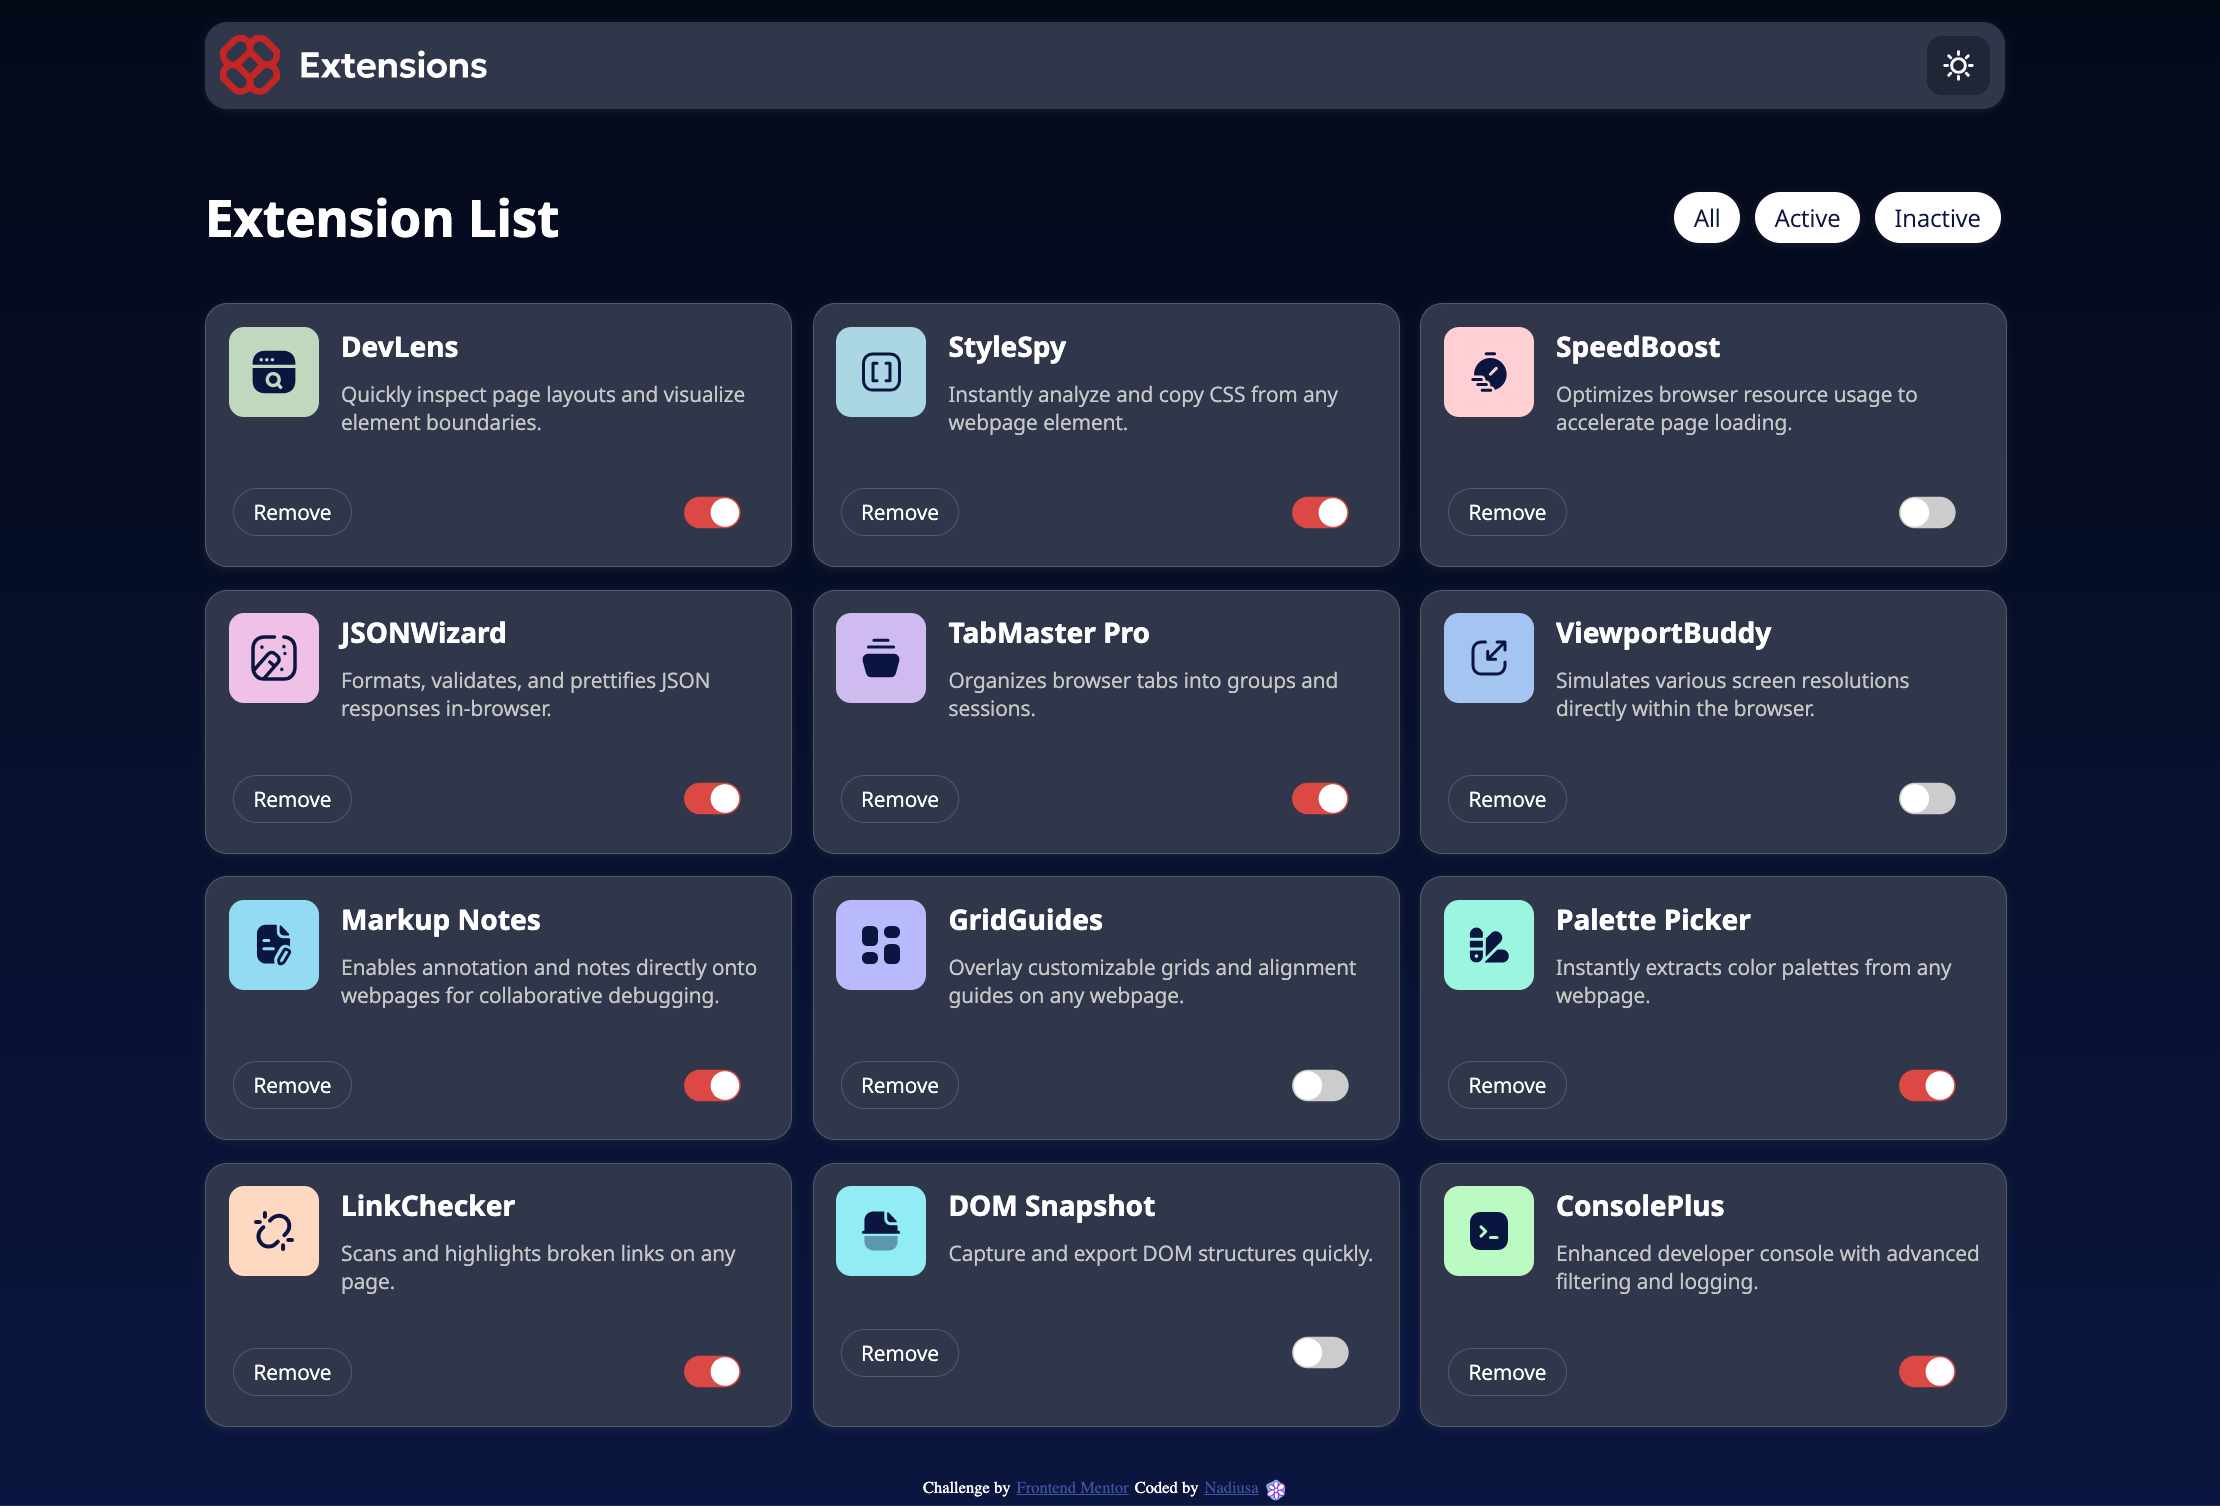 Extensions
Extension List
All
Active
Inactive
DevLens
Quickly inspect page layouts and visualize
element boundaries.
Remove
StyleSpy
Instantly analyze and copy CSS from any
webpage element.
Remove
SpeedBoost
Optimizes browser resource usage to
accelerate page loading.
Remove
JSONWizard
Formats, validates, and prettifies JSON
responses in-browser.
Remove
TabMaster Pro
Organizes browser tabs into groups and
sessions.
Remove
ViewportBuddy
Simulates various screen resolutions
directly within the browser.
Remove
Markup Notes
Enables annotation and notes directly onto
webpages for collaborative debugging.
Remove
GridGuides
Overlay customizable grids and alignment
guides on any webpage.
Remove
Palette Picker
Instantly extracts color palettes from any
webpage.
Remove
LinkChecker
Scans and highlights broken links on any
page.
Remove
DOM Snapshot
Capture and export DOM structures quickly.
Remove
ConsolePlus
Enhanced developer console with advanced
filtering and logging.
Remove
Challenge by Frontend Mentor Coded by Nadiusa